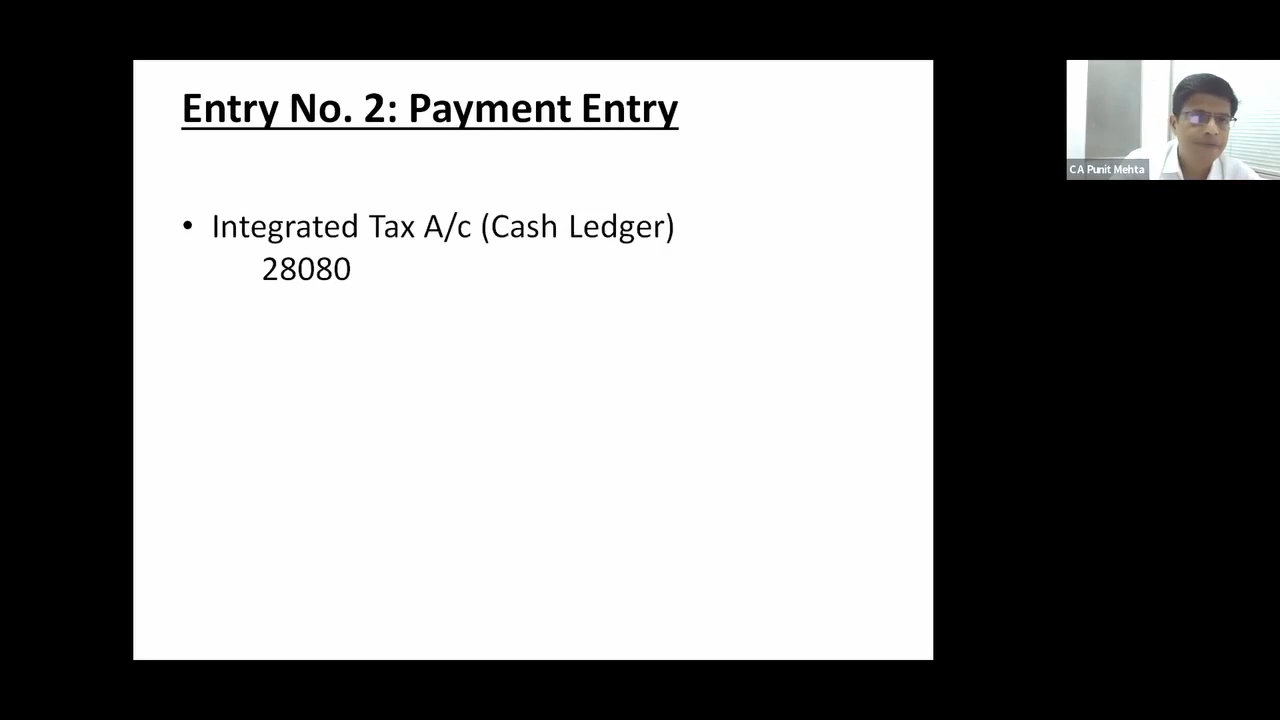 Entry No. 2: Payment Entry
• Integrated Tax A/c (Cash Ledger)
28080
CA Punit Mehta